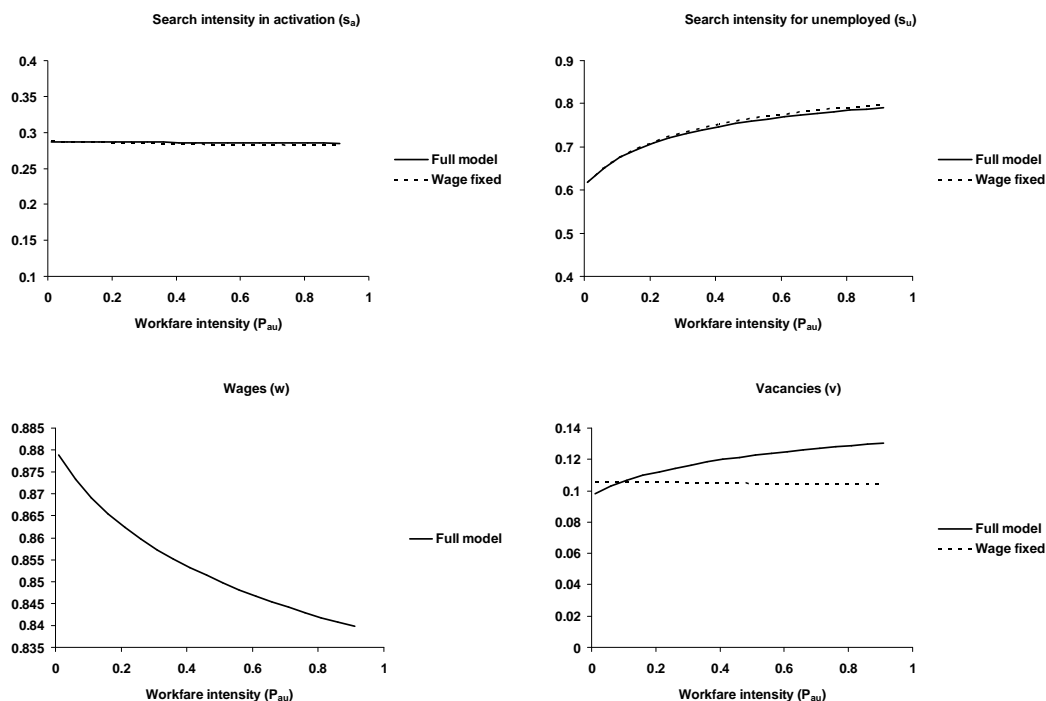 Search intensity in activation (sa)
0.4
0.35
0.3
0.25
0.2
0.15
0.1
0 0.2 0.4 0.6 0.8 1
Workfare intensity (Pau)
Full model
Wage fixed
Search intensity for unemployed (su)
0.9
0.8
0.7
0.6
0.5
0.4
0 0.2 0.4 0.6 0.8 1
Workfare intensity (Pau)
Full model
Wage fixed
Wages (w)
0.885
0.88
0.875
0.87
0.865
0.86
0.855
0.85
0.845
0.84
0.835
0 0.2 0.4 0.6 0.8 1
Workfare intensity (Pau)
Full model
Vacancies (v)
0.14
0.12
0.1
0.08
0.06
0.04
0.02
0
0 0.2 0.4 0.6 0.8 1
Workfare intensity (Pau)
Full model
Wage fixed